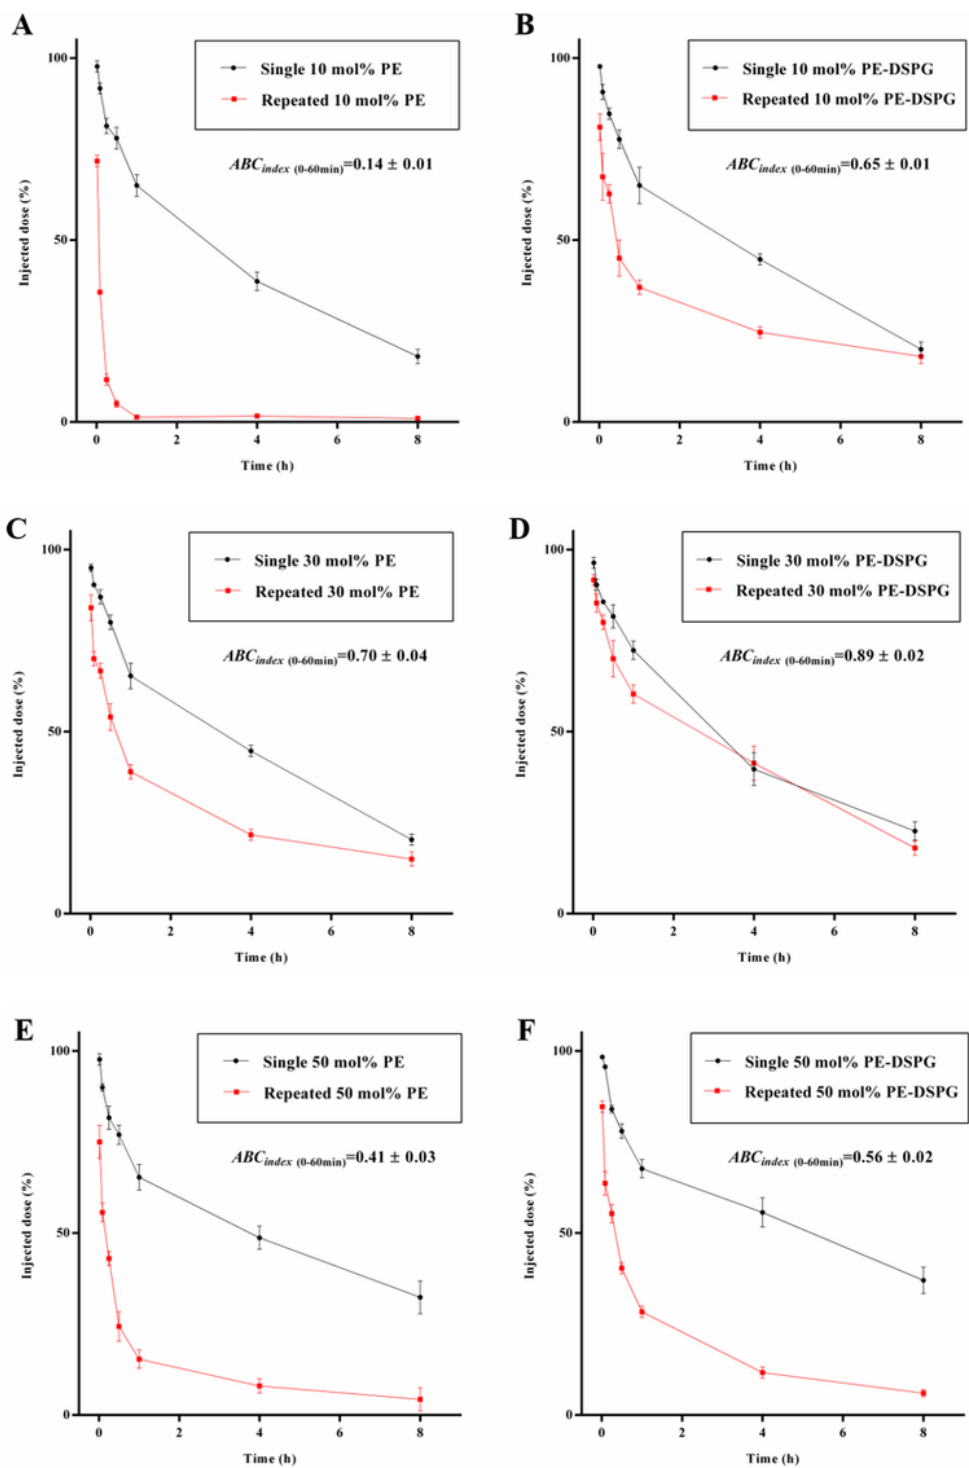 A
Single 10 mol% PE
Repeated 10 mol% PE
ABCindex (0-60min)=0.14 ± 0.01
Injected dose (%)
100
50
0
0 2 4 6 8
Time (h)
B
Single 10 mol% PE-DSPG
Repeated 10 mol% PE-DSPG
ABCindex (0-60min)=0.65 ± 0.01
Injected dose (%)
100
50
0
0 2 4 6 8
Time (h)
C
Single 30 mol% PE
Repeated 30 mol% PE
ABCindex (0-60min)=0.70 ± 0.04
Injected dose (%)
100
50
0
0 2 4 6 8
Time (h)
D
Single 30 mol% PE-DSPG
Repeated 30 mol% PE-DSPG
ABCindex (0-60min)=0.89 ± 0.02
Injected dose (%)
100
50
0
0 2 4 6 8
Time (h)
E
Single 50 mol% PE
Repeated 50 mol% PE
ABCindex (0-60min)=0.41 ± 0.03
Injected dose (%)
100
50
0
0 2 4 6 8
Time (h)
F
Single 50 mol% PE-DSPG
Repeated 50 mol% PE-DSPG
ABCindex (0-60min)=0.56 ± 0.02
Injected dose (%)
100
50
0
0 2 4 6 8
Time (h)